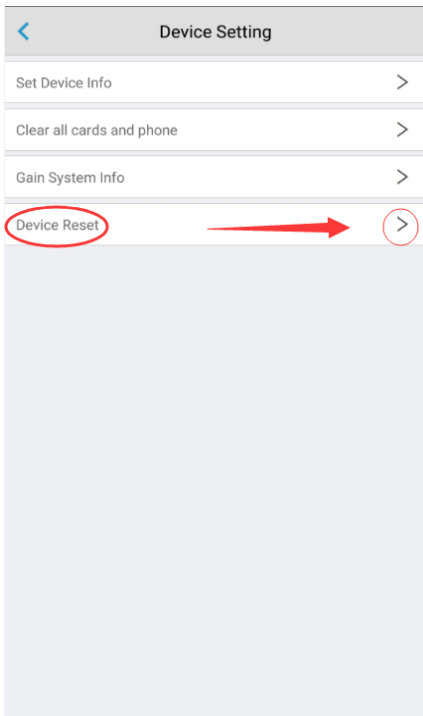 Device Setting
Set Device Info
Clear all cards and phone
Gain System Info
Device Reset